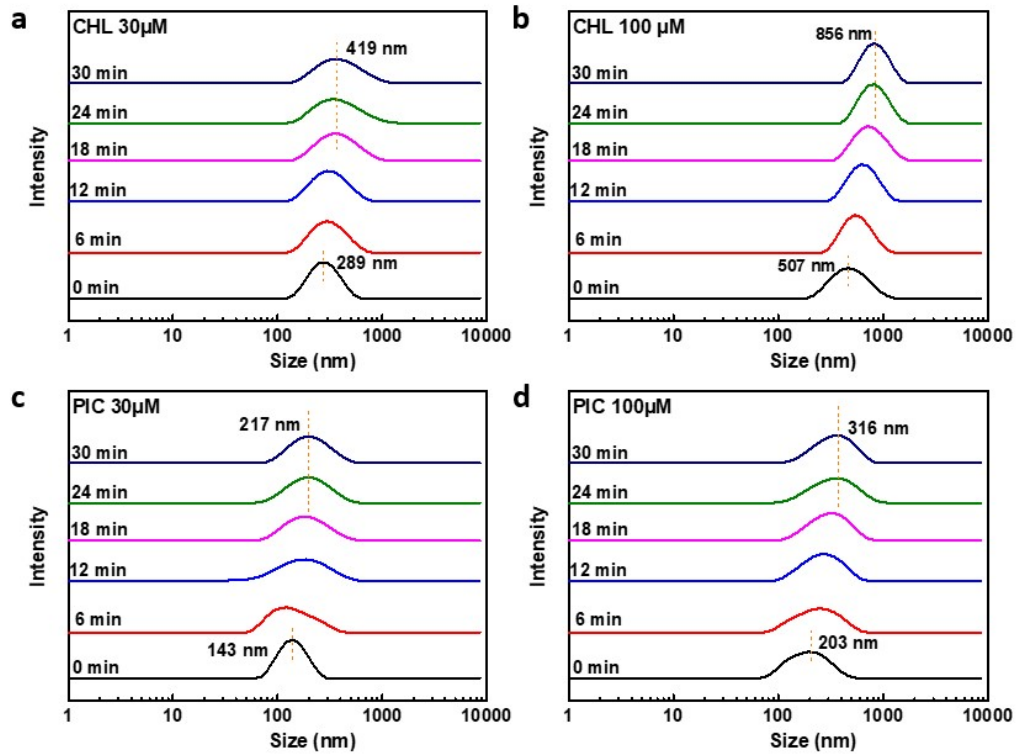 a
CHL 30µM
419 nm
30 min
24 min
18 min
12 min
6 min
289 nm
0 min
Intensity
1 10 100 1000 10000
Size (nm)
b
CHL 100 µM
856 nm
30 min
24 min
18 min
12 min
6 min
507 nm
0 min
Intensity
1 10 100 1000 10000
Size (nm)
c
PIC 30µM
217 nm
30 min
24 min
18 min
12 min
6 min
143 nm
0 min
Intensity
1 10 100 1000 10000
Size (nm)
d
PIC 100µM
316 nm
30 min
24 min
18 min
12 min
6 min
203 nm
0 min
Intensity
1 10 100 1000 10000
Size (nm)